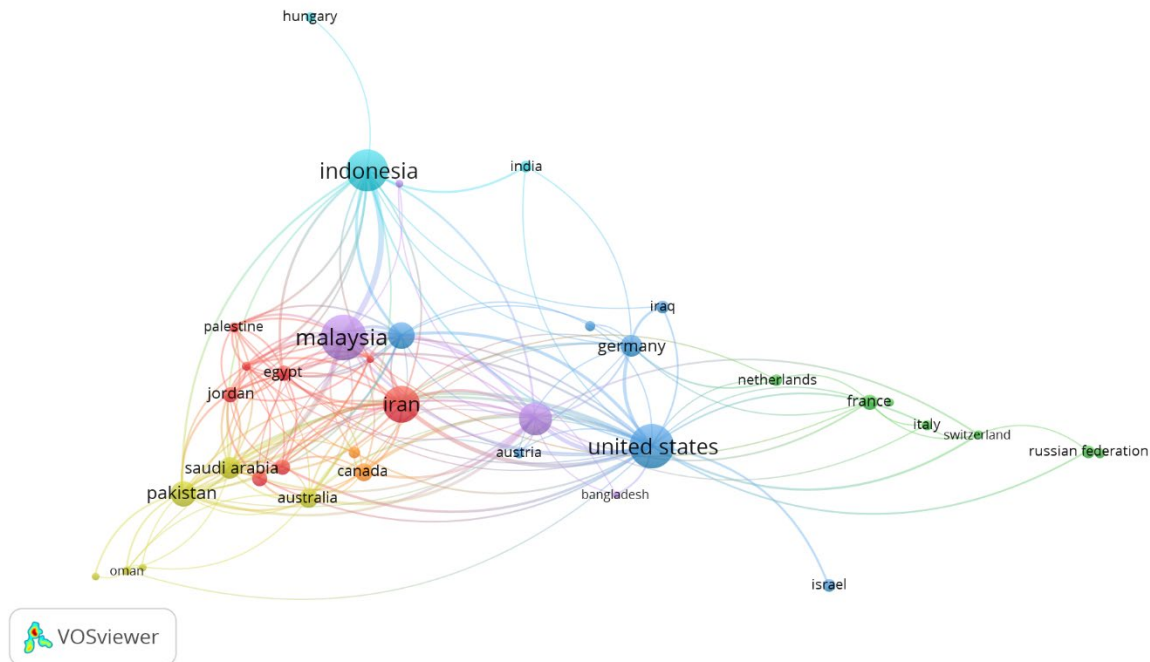 hungary
indonesia
india
iraq
palestine
malaysia
germany
egypt
netherlands
jordan
iran
france
italy
switzerland
united states
austria
russian federation
saudi arabia
canada
pakistan
australia
bangladesh
oman
israel
VOSviewer